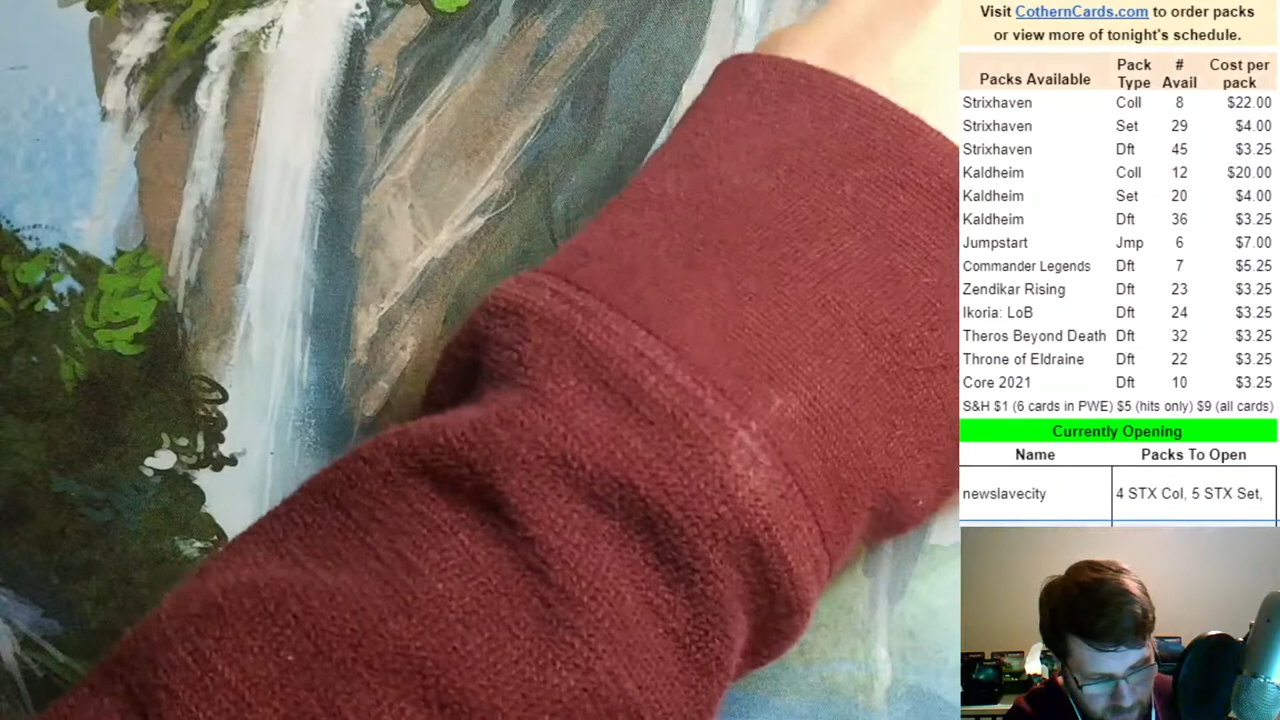 Visit CothernCards.com to order packs
or view more of tonight's schedule.
Packs Available Pack Type # Avail Cost per pack
Strixhaven Coll 8 $22.00
Strixhaven Set 29 $4.00
Strixhaven Dft 45 $3.25
Kaldheim Coll 12 $20.00
Kaldheim Set 20 $4.00
Kaldheim Dft 36 $3.25
Jumpstart Jmp 6 $7.00
Commander Legends Dft 7 $5.25
Zendikar Rising Dft 23 $3.25
Ikoria: LoB Dft 24 $3.25
Theros Beyond Death Dft 32 $3.25
Throne of Eldraine Dft 22 $3.25
Core 2021 Dft 10 $3.25
S&H $1 (6 cards in PWE) $5 (hits only) $9 (all cards)
Currently Opening
Name Packs To Open
newslavecity 4 STX Col, 5 STX Set,